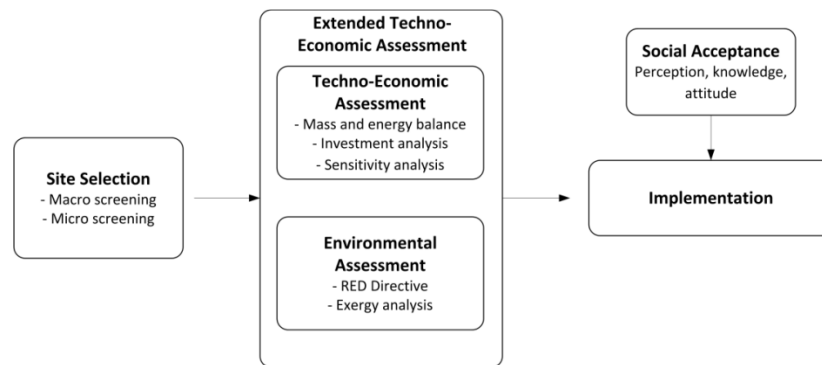 Site Selection
- Macro screening
- Micro screening
Extended Techno-
Economic Assessment
Techno-Economic
Assessment
- Mass and energy balance
- Investment analysis
- Sensitivity analysis
Environmental
Assessment
- RED Directive
- Exergy analysis
Social Acceptance
Perception, knowledge,
attitude
Implementation